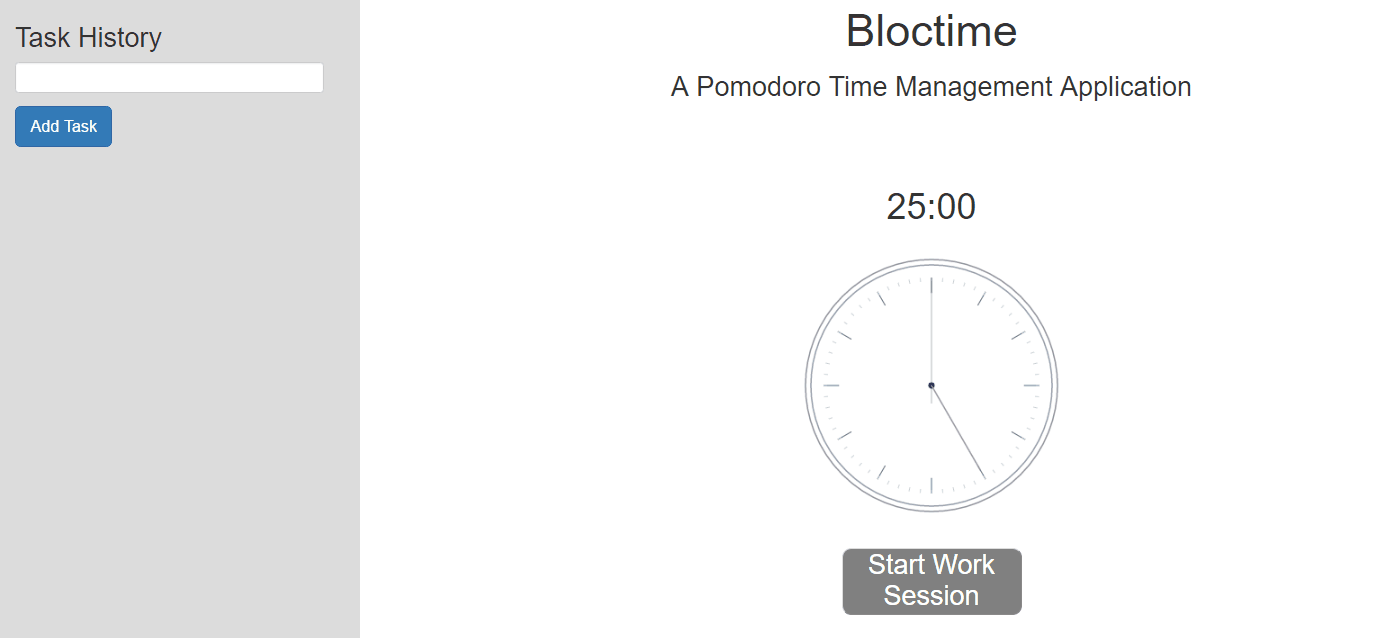 Task History
Add Task
Bloctime
A Pomodoro Time Management Application
25:00
Start Work
Session